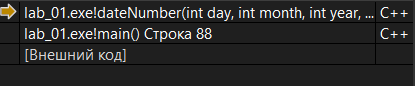 lab_01.exe!dateNumber(int day, int month, int year, ... C++
lab_01.exe!main() Строка 88 C++
[Внешний код]